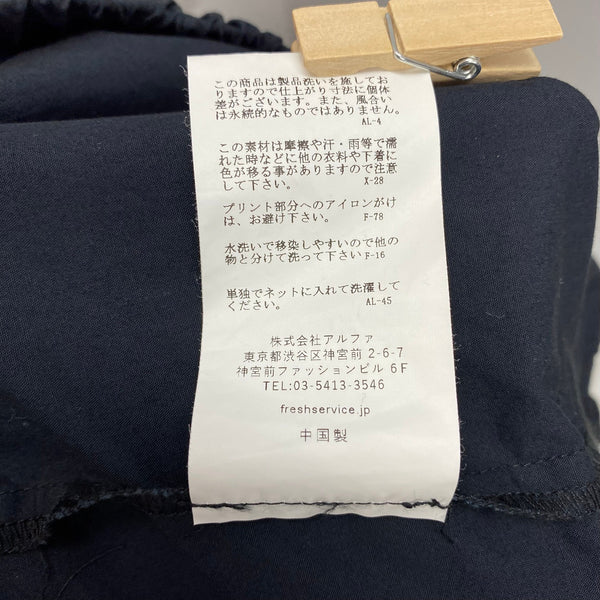 この商品は製品洗いを施してお
りますので仕上がり寸法に個体
差がございます。また、風合い
は永続的なものではありません。
AL-4
この素材は摩擦や汗・雨等で濡
れた時などに他の衣料や下着に
色が移る事がありますので注意
して下さい。 X-28
プリント部分へのアイロンがけ
は、お避け下さい。 F-78
水洗いで移染しやすいので他の
物と分けて洗って下さい F-16
単独でネットに入れて洗濯して
ください。 AL-45
株式会社アルファ
東京都渋谷区神宮前 2-6-7
神宮前ファッションビル 6F
TEL:03-5413-3546
freshservice.jp
中国製